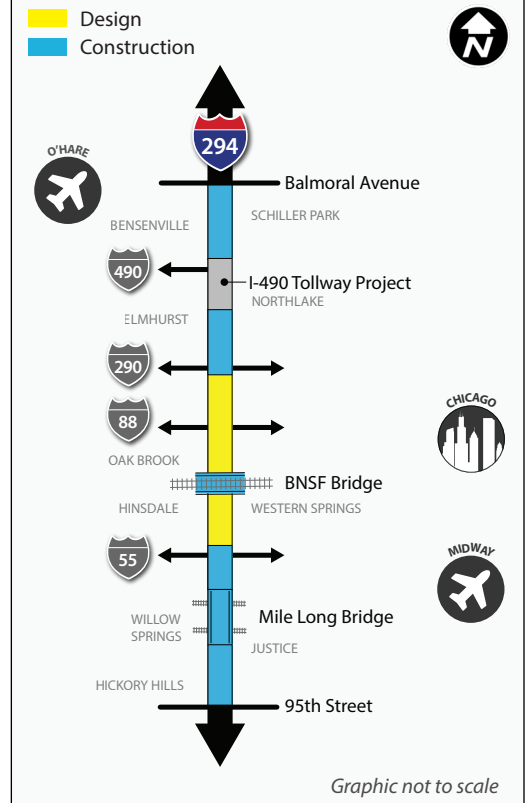 Design
Construction
N
294
O'HARE
Balmoral Avenue
BENSENVILLE
SCHILLER PARK
490
I-490 Tollway Project
NORTHLAKE
ELMHURST
290
88
CHICAGO
OAK BROOK
BNSF Bridge
HINSDALE
WESTERN SPRINGS
55
MIDWAY
WILLOW
SPRINGS
Mile Long Bridge
JUSTICE
HICKORY HILLS
95th Street
Graphic not to scale